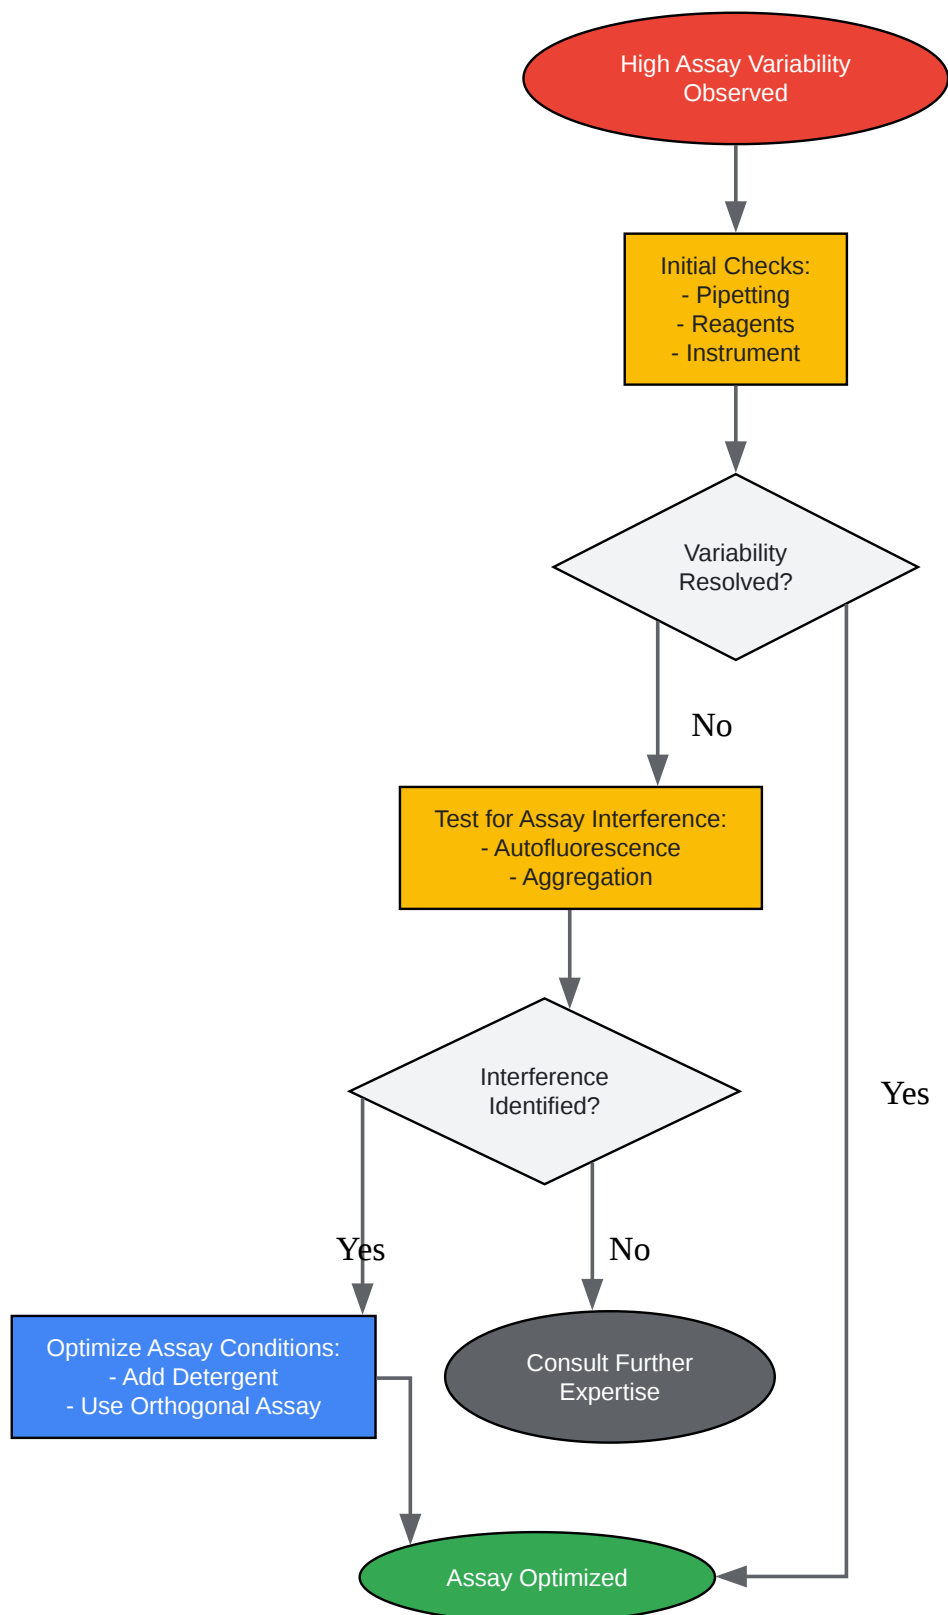 High Assay Variability
Observed
Initial Checks:
- Pipetting
- Reagents
- Instrument
Variability
Resolved?
No
Test for Assay Interference:
- Autofluorescence
- Aggregation
Interference
Identified?
Yes
Yes
No
Optimize Assay Conditions:
- Add Detergent
- Use Orthogonal Assay
Consult Further
Expertise
Assay Optimized